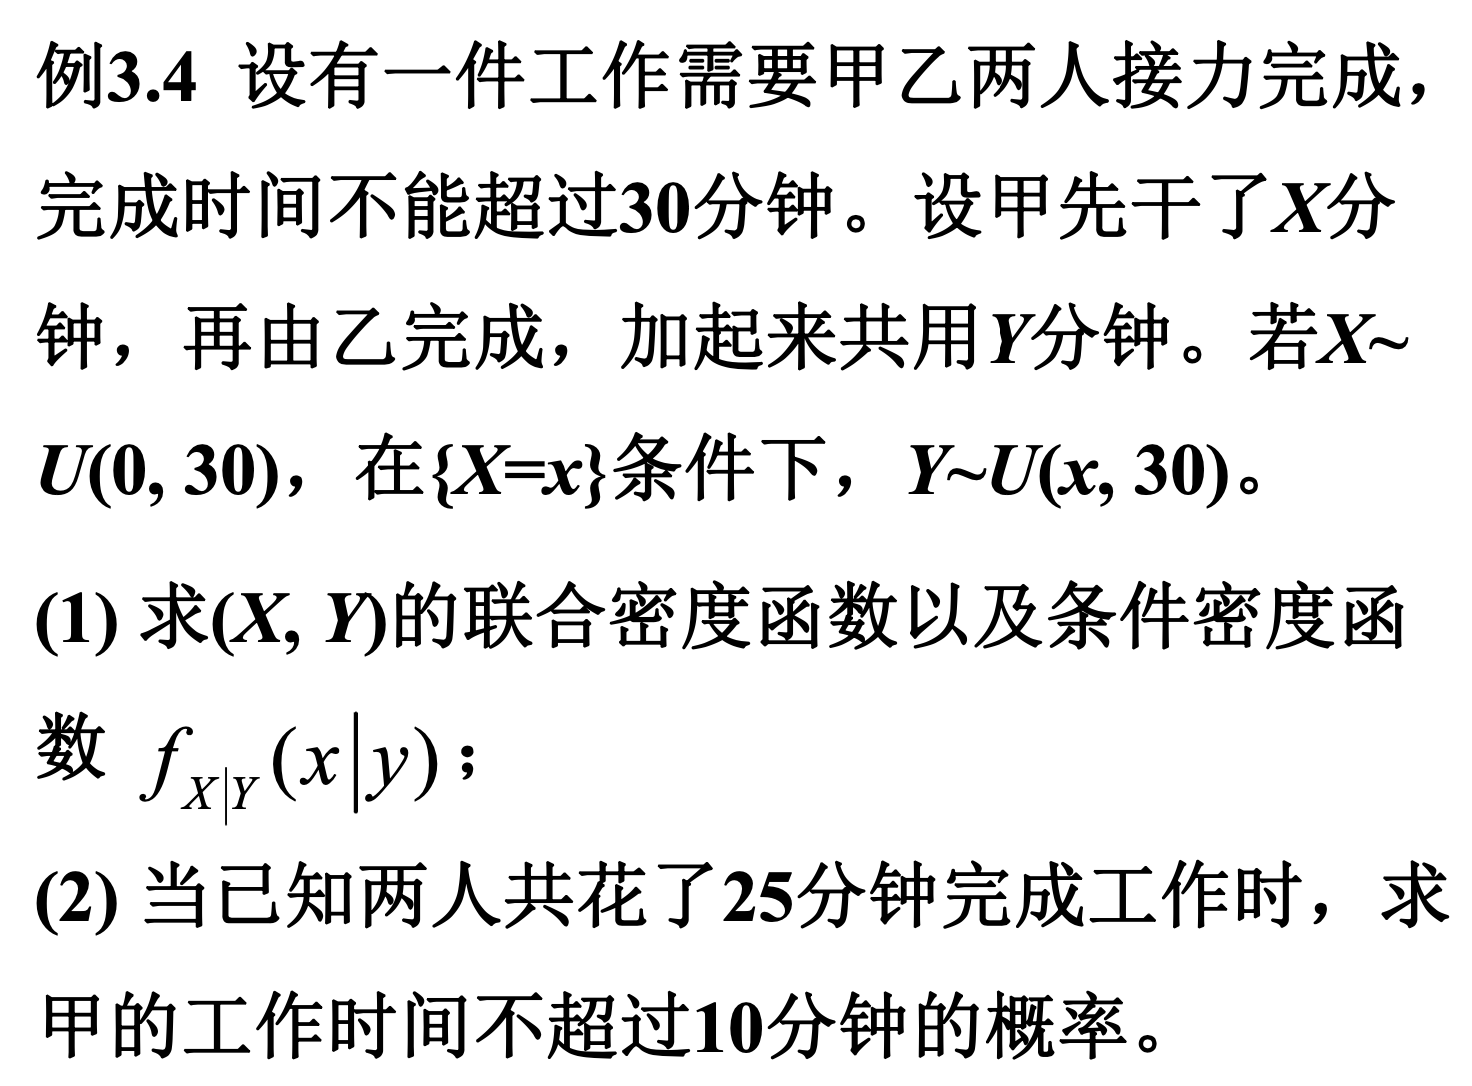 例3.4 设有一件工作需要甲乙两人接力完成，
完成时间不能超过30分钟。设甲先干了X分
钟，再由乙完成，加起来共用Y分钟。若X~
U(0, 30)，在{X=x}条件下，Y~U(x, 30)。
(1) 求(X, Y)的联合密度函数以及条件密度函
数 f_{X|Y}(x|y)；
(2) 当已知两人共花了25分钟完成工作时，求
甲的工作时间不超过10分钟的概率。